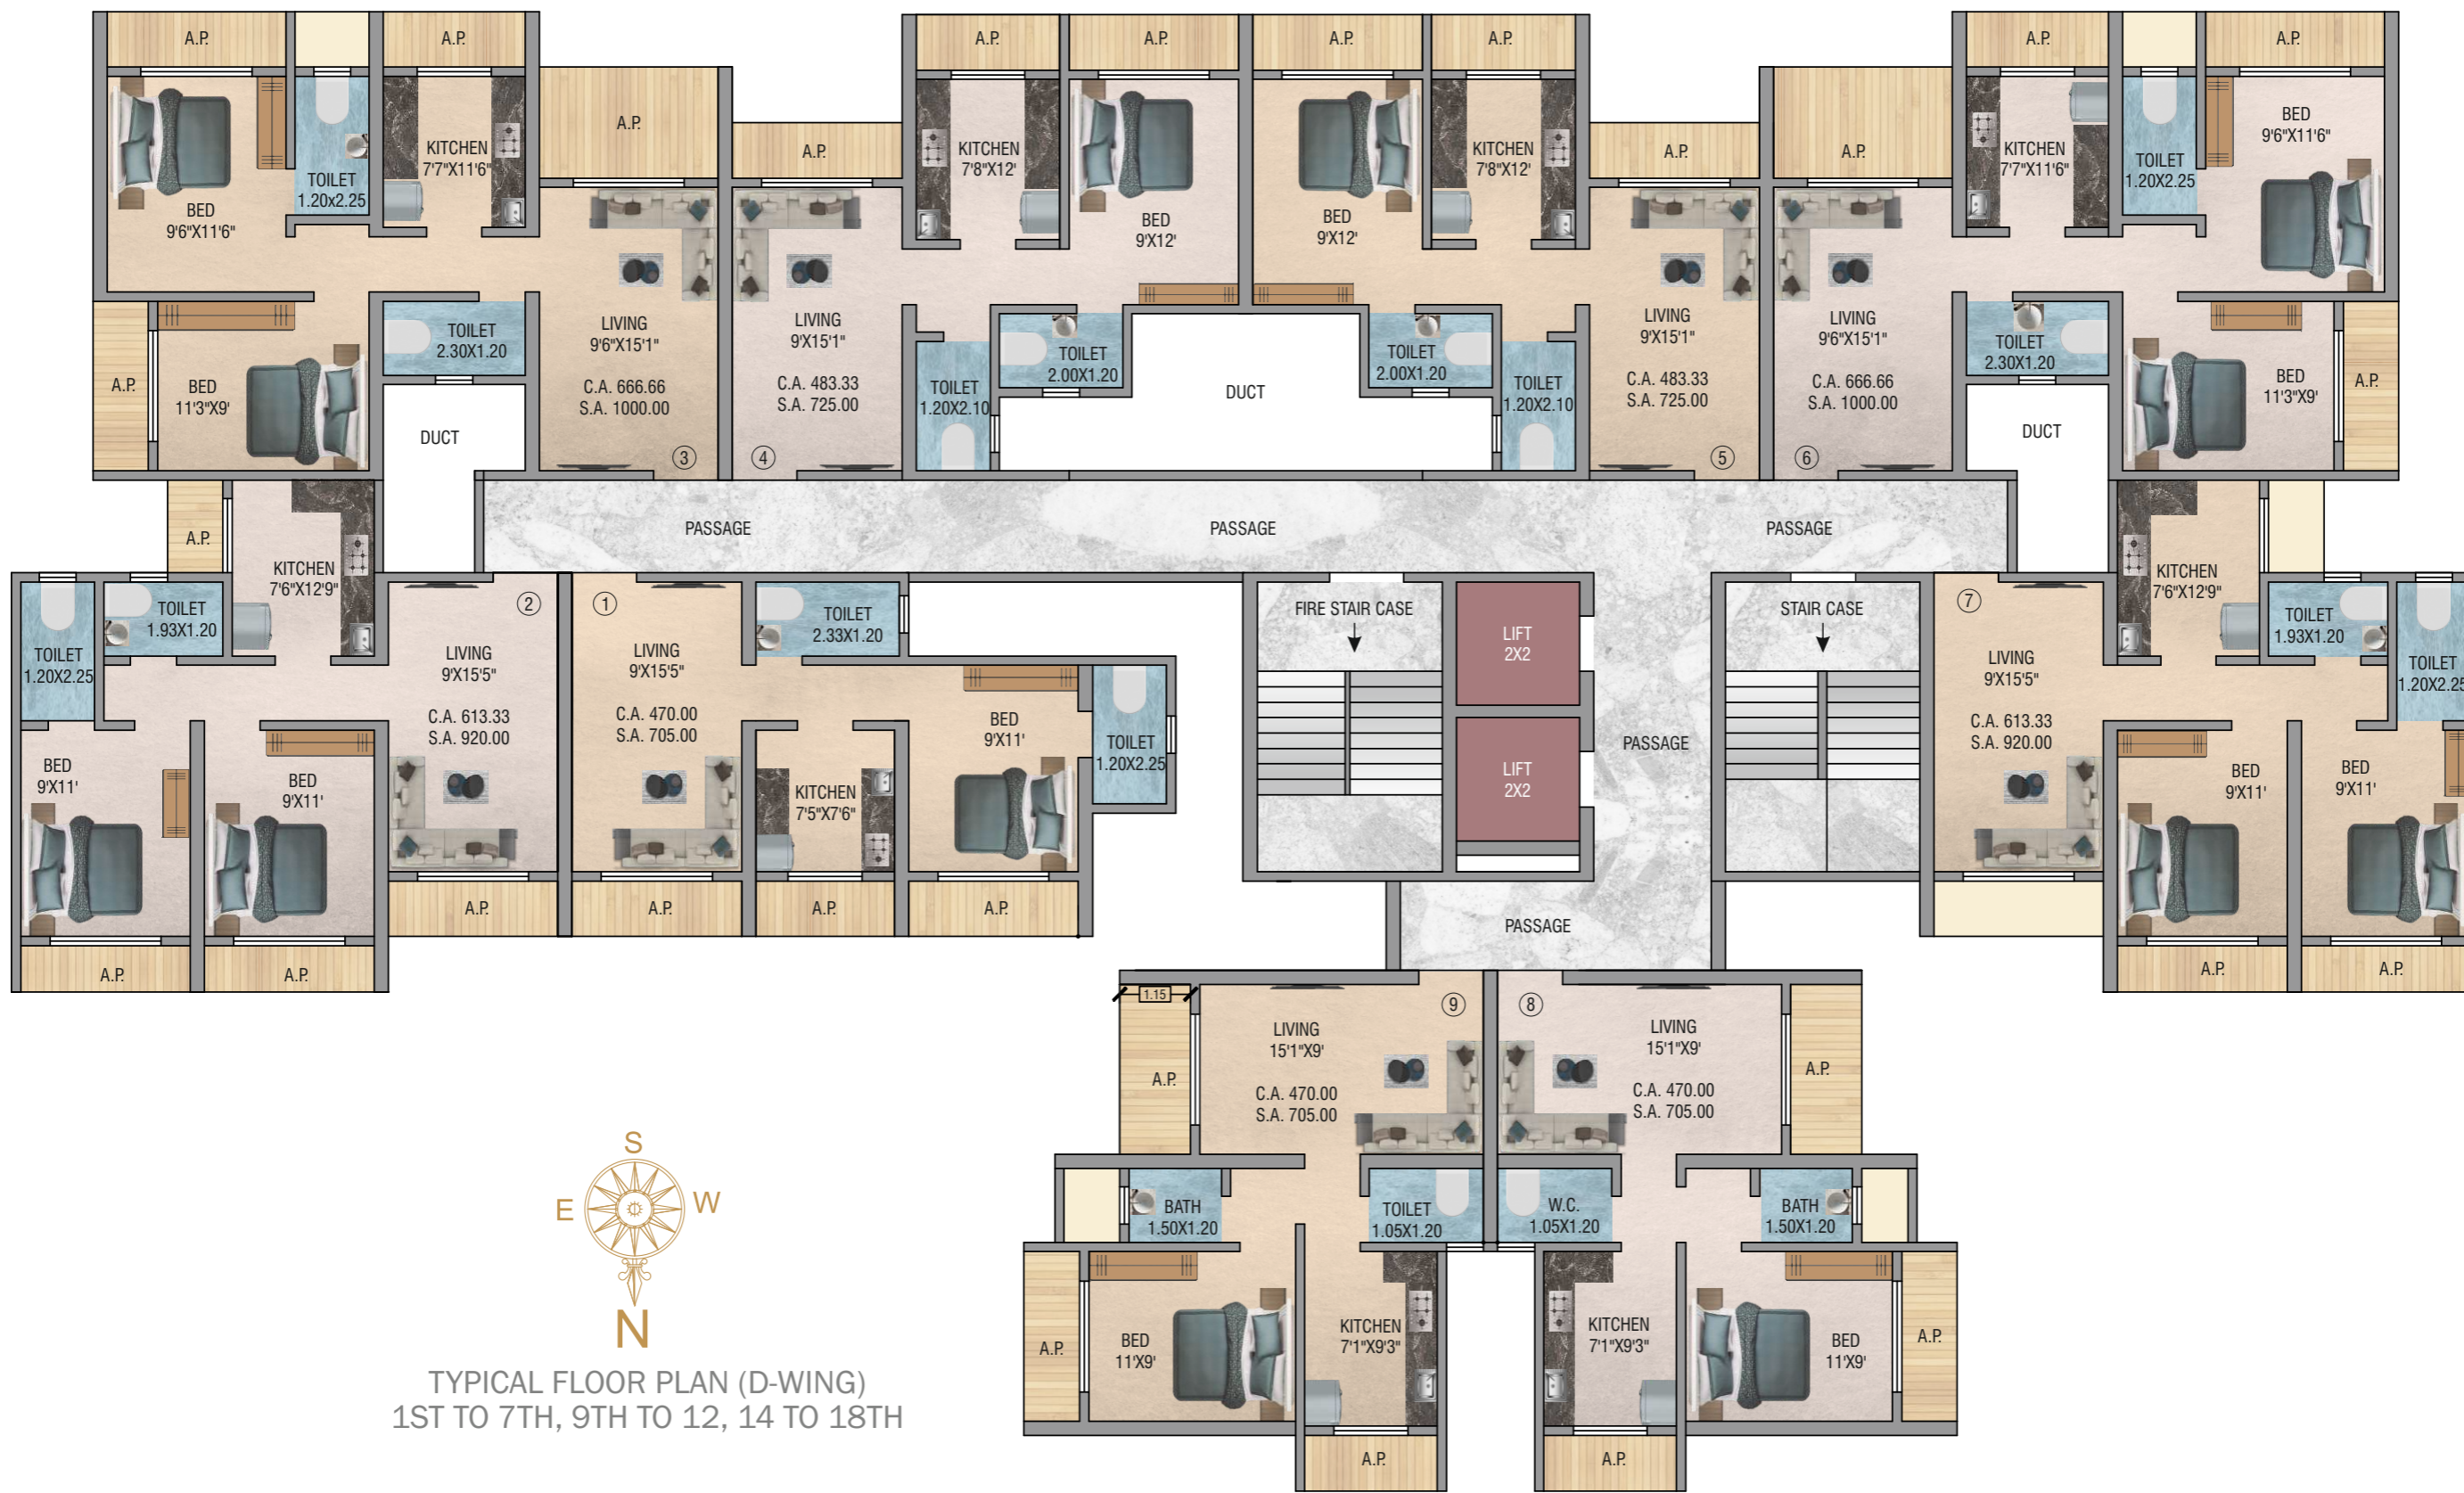 A.P.
A.P.
A.P.
A.P.
A.P.
A.P.
A.P.
A.P.
A.P.
A.P.
A.P.
A.P.
BED
9'6"X11'6"
TOILET
1.20x2.25
KITCHEN
7'7"X11'6"
KITCHEN
7'8"X12'
BED
9'X12'
BED
9'X12'
KITCHEN
7'8"X12'
KITCHEN
7'7"X11'6"
TOILET
1.20X2.25
BED
9'6"X11'6"
A.P.
BED
11'3"X9'
TOILET
2.30X1.20
DUCT
LIVING
9'6"X15'1"
C.A. 666.66
S.A. 1000.00
3
LIVING
9'X15'1"
C.A. 483.33
S.A. 725.00
4
TOILET
1.20X2.10
TOILET
2.00X1.20
DUCT
TOILET
2.00X1.20
TOILET
1.20X2.10
LIVING
9'X15'1"
C.A. 483.33
S.A. 725.00
5
LIVING
9'6"X15'1"
C.A. 666.66
S.A. 1000.00
6
TOILET
2.30X1.20
DUCT
BED
11'3"X9'
A.P.
A.P.
PASSAGE
PASSAGE
PASSAGE
TOILET
1.20X2.25
TOILET
1.93X1.20
KITCHEN
7'6"X12'9"
LIVING
9'X15'5"
C.A. 613.33
S.A. 920.00
2
1
LIVING
9'X15'5"
C.A. 470.00
S.A. 705.00
TOILET
2.33X1.20
BED
9'X11'
BED
9'X11'
KITCHEN
7'5"X7'6"
BED
9'X11'
TOILET
1.20X2.25
FIRE STAIR CASE
LIFT
2X2
LIFT
2X2
PASSAGE
STAIR CASE
7
LIVING
9'X15'5"
C.A. 613.33
S.A. 920.00
KITCHEN
7'6"X12'9"
TOILET
1.93X1.20
TOILET
1.20X2.25
BED
9'X11'
BED
9'X11'
A.P.
A.P.
A.P.
A.P.
A.P.
A.P.
PASSAGE
A.P.
A.P.
1.15
A.P.
LIVING
15'1"X9'
C.A. 470.00
S.A. 705.00
9
8
LIVING
15'1"X9'
C.A. 470.00
S.A. 705.00
A.P.
BATH
1.50X1.20
TOILET
1.05X1.20
W.C.
1.05X1.20
BATH
1.50X1.20
A.P.
BED
11'X9'
KITCHEN
7'1"X9'3"
KITCHEN
7'1"X9'3"
BED
11'X9'
A.P.
A.P.
A.P.
S
E
W
N
TYPICAL FLOOR PLAN (D-WING)
1ST TO 7TH, 9TH TO 12, 14 TO 18TH